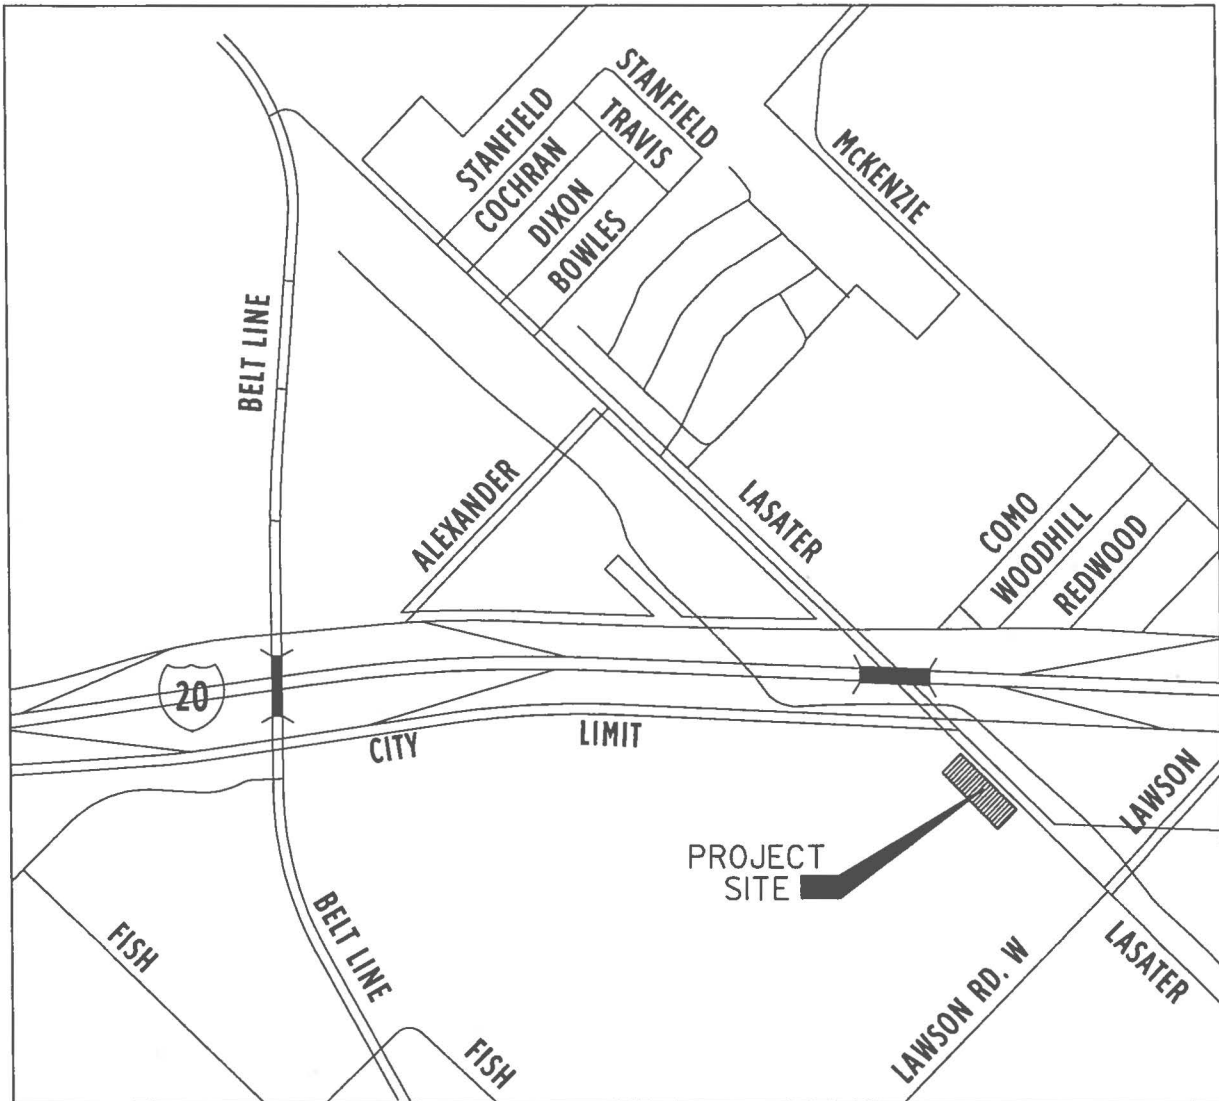 STANFIELD
STANFIELD
TRAVIS
COCHRAN
DIXON
BOWLES
McKENZIE
BELT LINE
ALEXANDER
LASATER
COMO
WOODHILL
REDWOOD
20
CITY
LIMIT
LAWSON
PROJECT
SITE
BELT LINE
FISH
LASATER
LAWSON RD. W
FISH